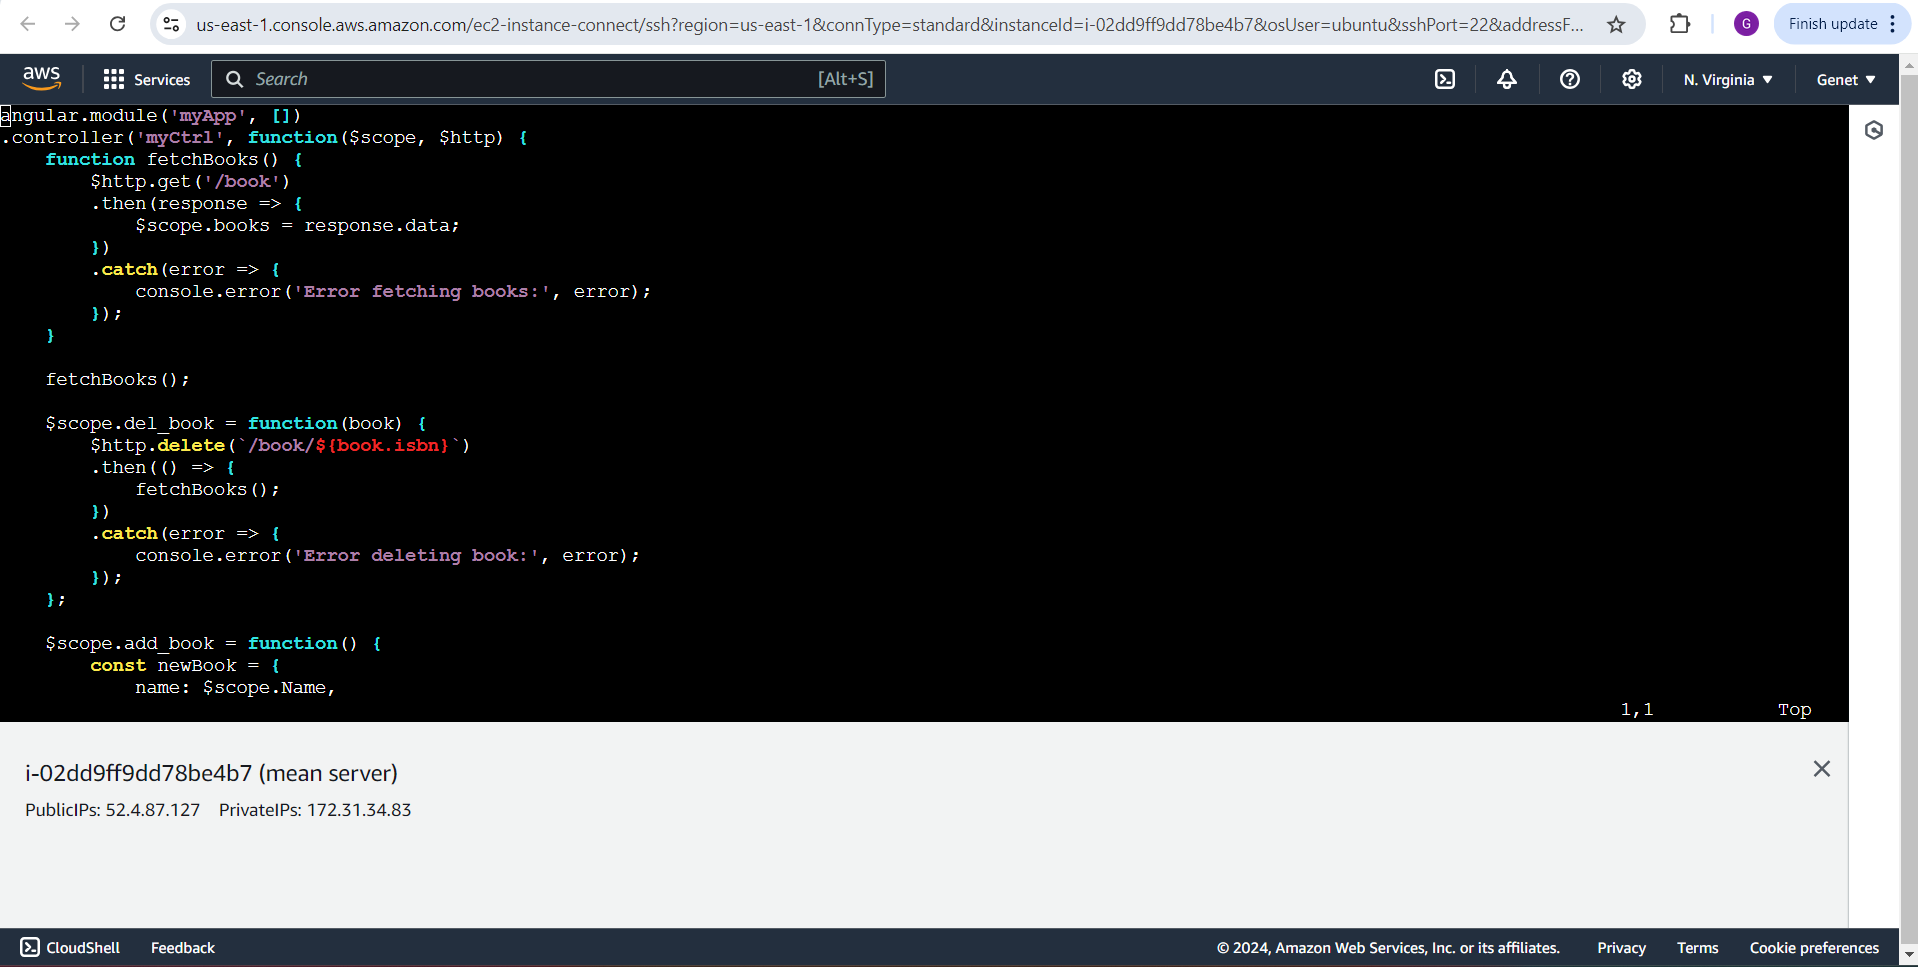 us-east-1.console.aws.amazon.com/ec2-instance-connect/ssh?region=us-east-1&connType=standard&instanceId=i-02dd9ff9dd78be4b7&osUser=ubuntu&sshPort=22&addressF...
G
Finish update
aws
Services
Search
[Alt+S]
N. Virginia
Genet
angular.module('myApp', [])
.controller('myCtrl', function($scope, $http) {
    function fetchBooks() {
        $http.get('/book')
        .then(response => {
            $scope.books = response.data;
        })
        .catch(error => {
            console.error('Error fetching books:', error);
        });
    }

    fetchBooks();

    $scope.del_book = function(book) {
        $http.delete(`/book/${book.isbn}`)
        .then(() => {
            fetchBooks();
        })
        .catch(error => {
            console.error('Error deleting book:', error);
        });
    };

    $scope.add_book = function() {
        const newBook = {
            name: $scope.Name,
1,1 Top
i-02dd9ff9dd78be4b7 (mean server)
PublicIPs: 52.4.87.127 PrivateIPs: 172.31.34.83
CloudShell Feedback © 2024, Amazon Web Services, Inc. or its affiliates. Privacy Terms Cookie preferences